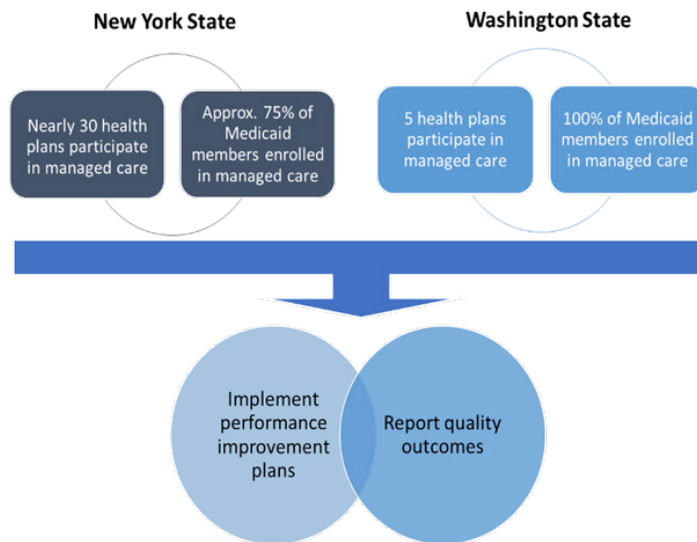 New York State
Nearly 30 health
plans participate
in managed care
Approx. 75% of
Medicaid
members enrolled
in managed care
Washington State
5 health plans
participate in
managed care
100% of Medicaid
members enrolled
in managed care
Implement
performance
improvement
plans
Report quality
outcomes